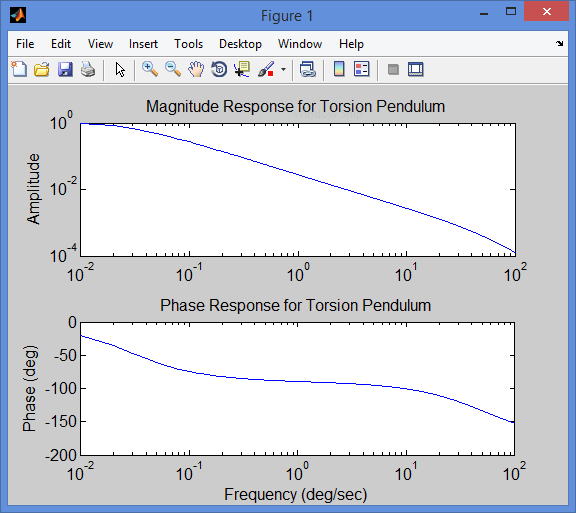 Figure 1
File Edit View Insert Tools Desktop Window Help
Magnitude Response for Torsion Pendulum
10^0
10^-2
10^-4
Amplitude
10^-2 10^-1 10^0 10^1 10^2
Phase Response for Torsion Pendulum
0
-50
-100
-150
-200
Phase (deg)
10^-2 10^-1 10^0 10^1 10^2
Frequency (deg/sec)